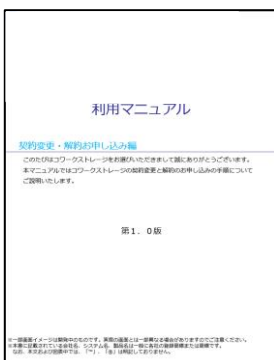 利用マニュアル
契約変更・解約お申し込み編
このたびはコワークストレージをお選びいただきまして誠にありがとうございます。
本マニュアルではコワークストレージの契約変更と解約のお申し込みの手順について
ご説明いたします。
第1．0版
※一部画面イメージは開発中のものです。実際の画面とは一部異なる場合がありますのでご注意ください。
※本書に記載されている会社名、システム名、製品名は一般に各社の登録商標または商標です。
なお、本文および図表中では、「™」、「®」は明記しておりません。